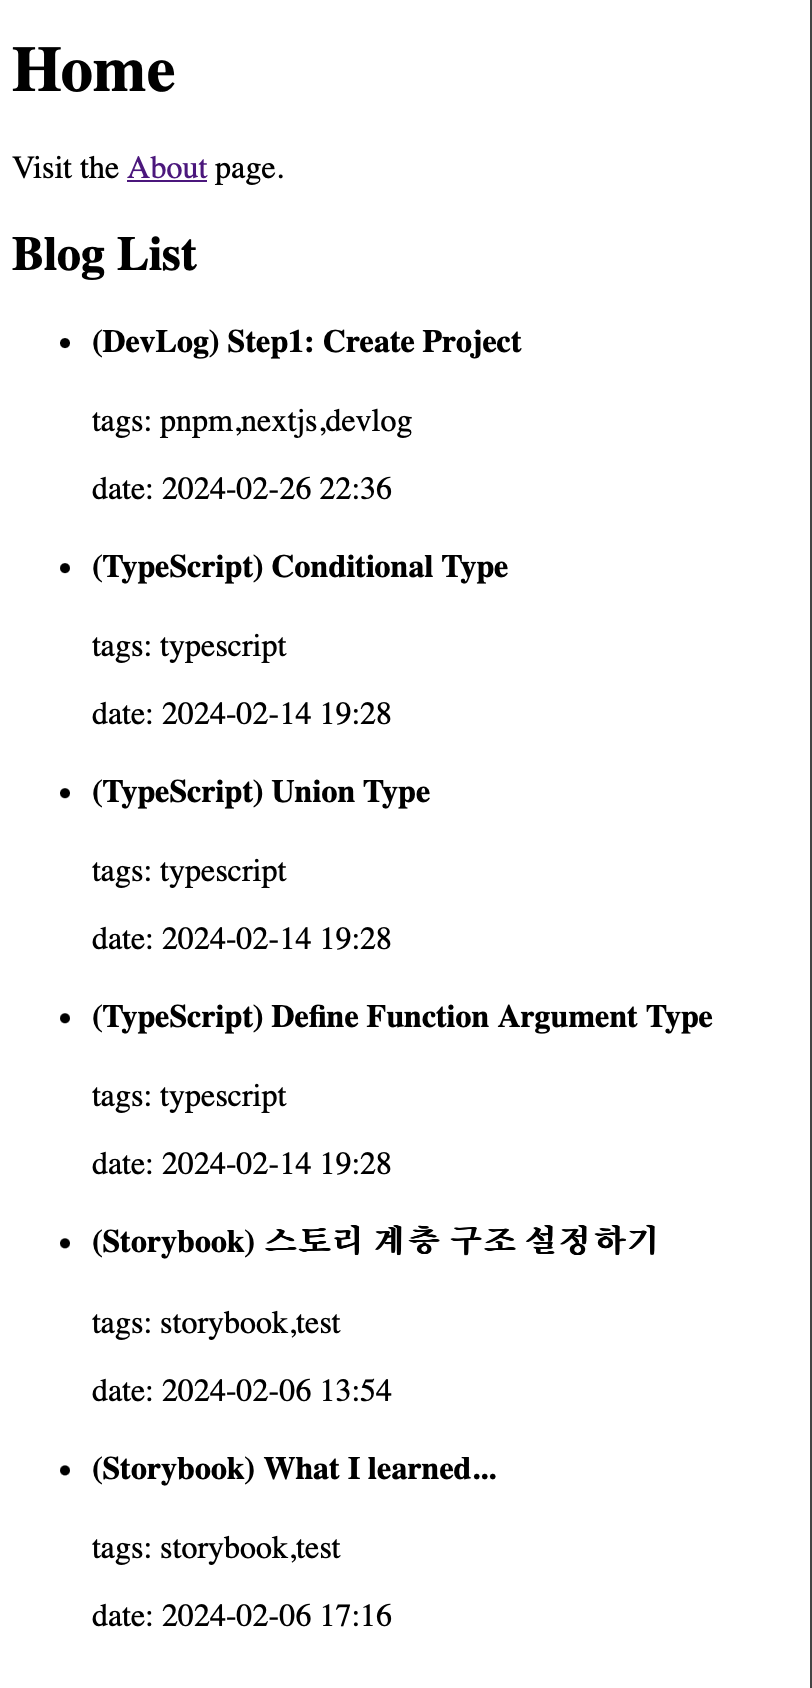 Home
Visit the About page.
Blog List
(DevLog) Step1: Create Project
tags: pnpm,nextjs,devlog
date: 2024-02-26 22:36
(TypeScript) Conditional Type
tags: typescript
date: 2024-02-14 19:28
(TypeScript) Union Type
tags: typescript
date: 2024-02-14 19:28
(TypeScript) Define Function Argument Type
tags: typescript
date: 2024-02-14 19:28
(Storybook) 스토리 계층 구조 설정하기
tags: storybook,test
date: 2024-02-06 13:54
(Storybook) What I learned...
tags: storybook,test
date: 2024-02-06 17:16